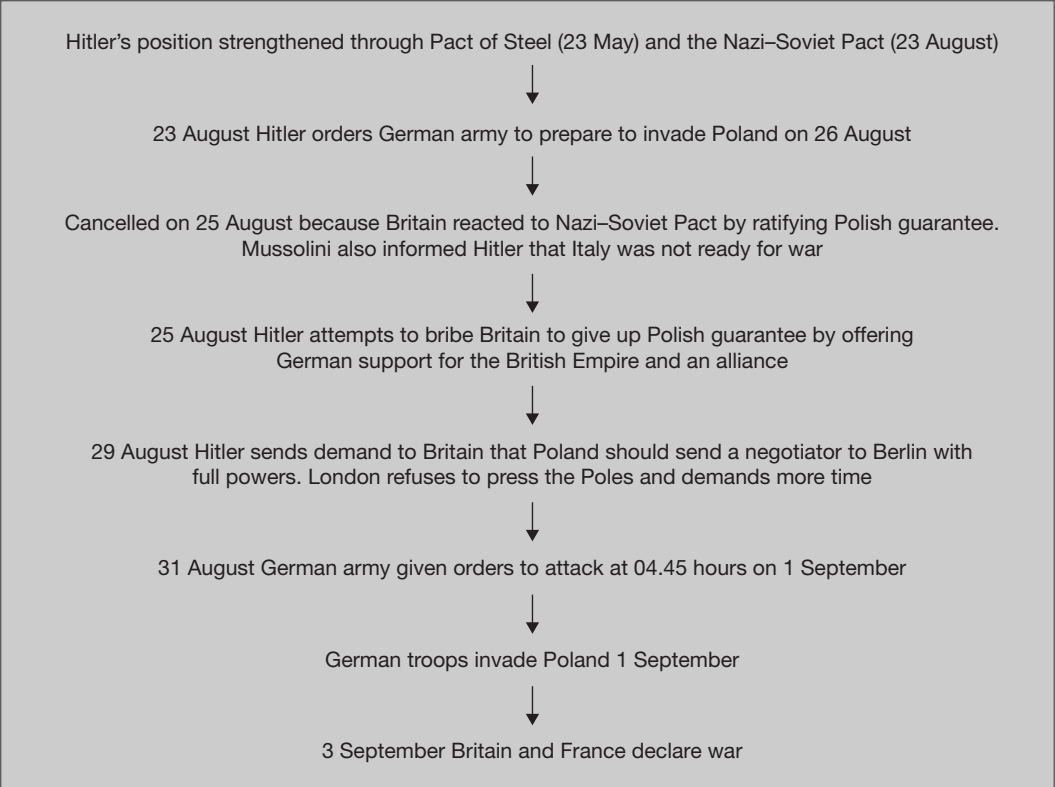 Hitler’s position strengthened through Pact of Steel (23 May) and the Nazi–Soviet Pact (23 August)
23 August Hitler orders German army to prepare to invade Poland on 26 August
Cancelled on 25 August because Britain reacted to Nazi–Soviet Pact by ratifying Polish guarantee.
Mussolini also informed Hitler that Italy was not ready for war
25 August Hitler attempts to bribe Britain to give up Polish guarantee by offering
German support for the British Empire and an alliance
29 August Hitler sends demand to Britain that Poland should send a negotiator to Berlin with
full powers. London refuses to press the Poles and demands more time
31 August German army given orders to attack at 04.45 hours on 1 September
German troops invade Poland 1 September
3 September Britain and France declare war